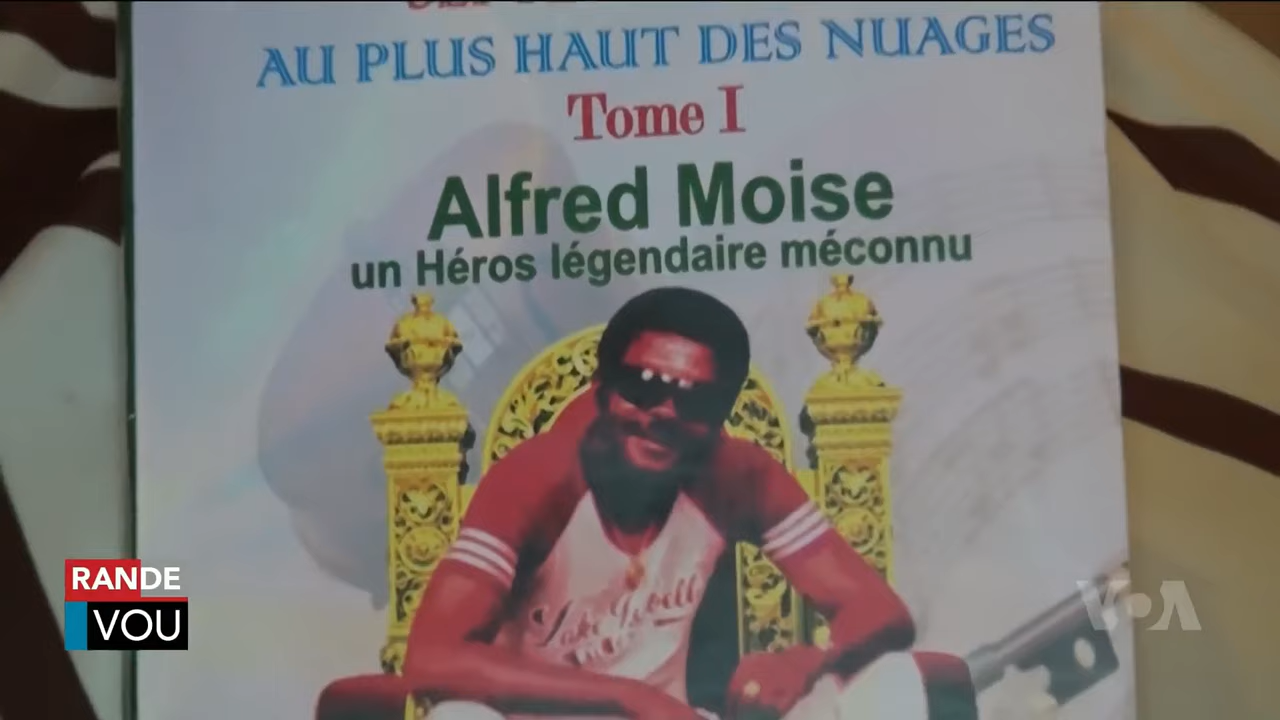 AU PLUS HAUT DES NUAGES
Tome I
Alfred Moise
un Héros légendaire méconnu
RANDE
VOU
VOA